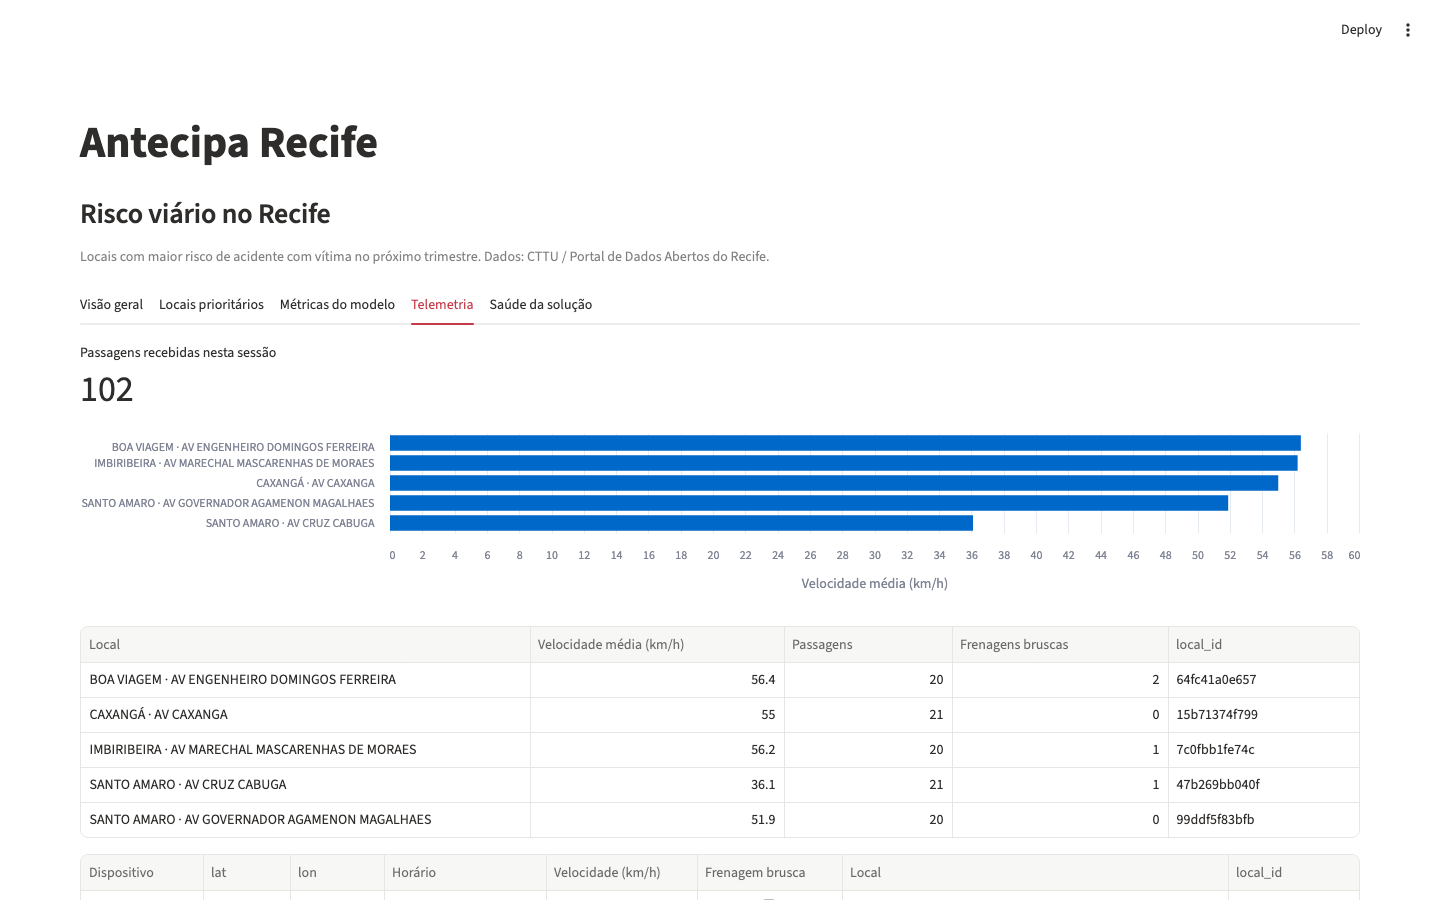 Deploy
Antecipa Recife
Risco viário no Recife
Locais com maior risco de acidente com vítima no próximo trimestre. Dados: CTTU / Portal de Dados Abertos do Recife.
Visão geral Locais prioritários Métricas do modelo Telemetria Saúde da solução
Passagens recebidas nesta sessão
102
BOA VIAGEM · AV ENGENHEIRO DOMINGOS FERREIRA
IMBIRIBEIRA · AV MARECHAL MASCARENHAS DE MORAES
CAXANGÁ · AV CAXANGA
SANTO AMARO · AV GOVERNADOR AGAMENON MAGALHAES
SANTO AMARO · AV CRUZ CABUGA
0 2 4 6 8 10 12 14 16 18 20 22 24 26 28 30 32 34 36 38 40 42 44 46 48 50 52 54 56 58 60
Velocidade média (km/h)
Local Velocidade média (km/h) Passagens Frenagens bruscas local_id
BOA VIAGEM · AV ENGENHEIRO DOMINGOS FERREIRA 56.4 20 2 64fc41a0e657
CAXANGÁ · AV CAXANGA 55 21 0 15b71374f799
IMBIRIBEIRA · AV MARECHAL MASCARENHAS DE MORAES 56.2 20 1 7c0fbb1fe74c
SANTO AMARO · AV CRUZ CABUGA 36.1 21 1 47b269bb040f
SANTO AMARO · AV GOVERNADOR AGAMENON MAGALHAES 51.9 20 0 99ddf5f83bfb
Dispositivo lat lon Horário Velocidade (km/h) Frenagem brusca Local local_id